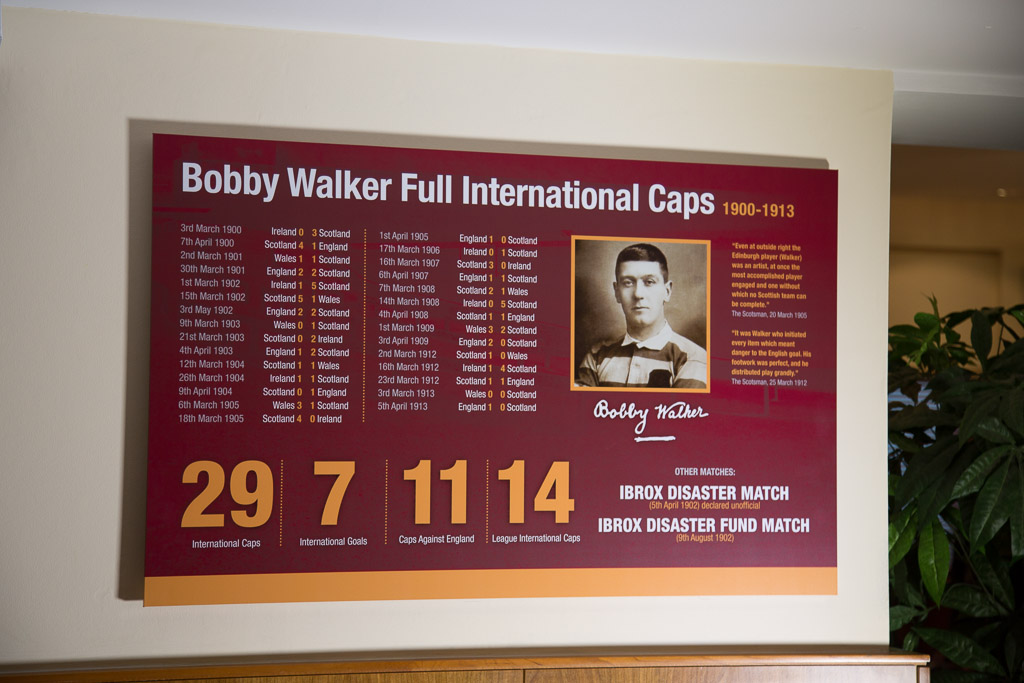 Bobby Walker Full International Caps 1900-1913
3rd March 1900 Ireland 0 3 Scotland
7th April 1900 Scotland 4 1 England
2nd March 1901 Wales 1 1 Scotland
30th March 1901 England 2 2 Scotland
1st March 1902 Ireland 1 5 Scotland
15th March 1902 Scotland 5 1 Wales
3rd May 1902 England 2 2 Scotland
9th March 1903 Wales 0 1 Scotland
21st March 1903 Scotland 0 2 Ireland
4th April 1903 England 1 2 Scotland
12th March 1904 Scotland 1 1 Wales
26th March 1904 Ireland 1 1 Scotland
9th April 1904 Scotland 0 1 England
6th March 1905 Wales 3 1 Scotland
18th March 1905 Scotland 4 0 Ireland
1st April 1905 England 1 0 Scotland
17th March 1906 Ireland 0 1 Scotland
16th March 1907 Scotland 3 0 Ireland
6th April 1907 England 1 1 Scotland
7th March 1908 Scotland 2 1 Wales
14th March 1908 Ireland 0 5 Scotland
4th April 1908 Scotland 1 1 England
1st March 1909 Wales 3 2 Scotland
3rd April 1909 England 2 0 Scotland
2nd March 1912 Scotland 1 0 Wales
16th March 1912 Ireland 1 4 Scotland
23rd March 1912 Scotland 1 1 England
3rd March 1913 Wales 0 0 Scotland
5th April 1913 England 1 0 Scotland
"Even at outside right the
Edinburgh player (Walker)
was an artist, at once the
most accomplished player
engaged and one without
which no Scottish team can
be complete."
The Scotsman, 20 March 1905
"It was Walker who initiated
every item which meant
danger to the English goal. His
footwork was perfect, and he
distributed play grandly."
The Scotsman, 25 March 1912
Bobby Walker
29 7 11 14
International Caps International Goals Caps Against England League International Caps
OTHER MATCHES:
IBROX DISASTER MATCH
(5th April 1902) declared unofficial
IBROX DISASTER FUND MATCH
(9th August 1902)